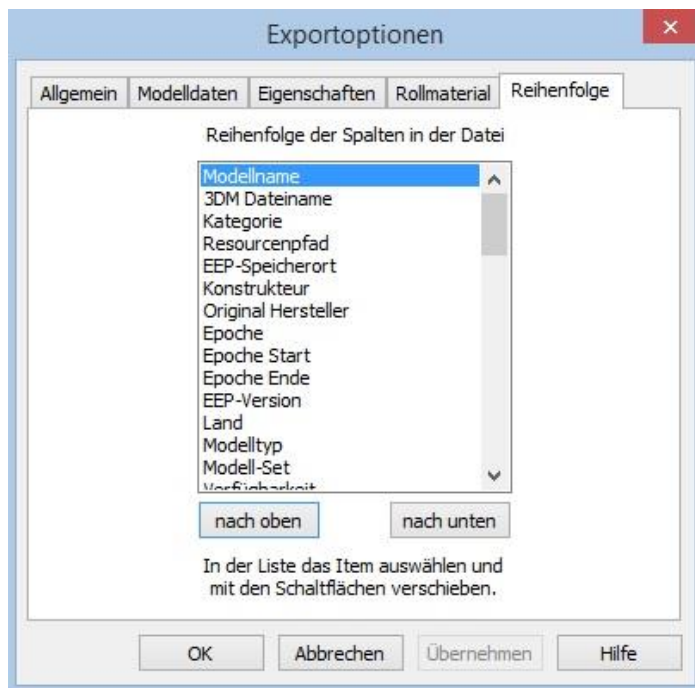 Exportoptionen
Allgemein Modelldaten Eigenschaften Rollmaterial Reihenfolge
Reihenfolge der Spalten in der Datei
Modellname
3DM Dateiname
Kategorie
Resourcenpfad
EEP-Speicherort
Konstrukteur
Original Hersteller
Epoche
Epoche Start
Epoche Ende
EEP-Version
Land
Modelltyp
Modell-Set
Verfügbarkeit
nach oben nach unten
In der Liste das Item auswählen und
mit den Schaltflächen verschieben.
OK Abbrechen Übernehmen Hilfe